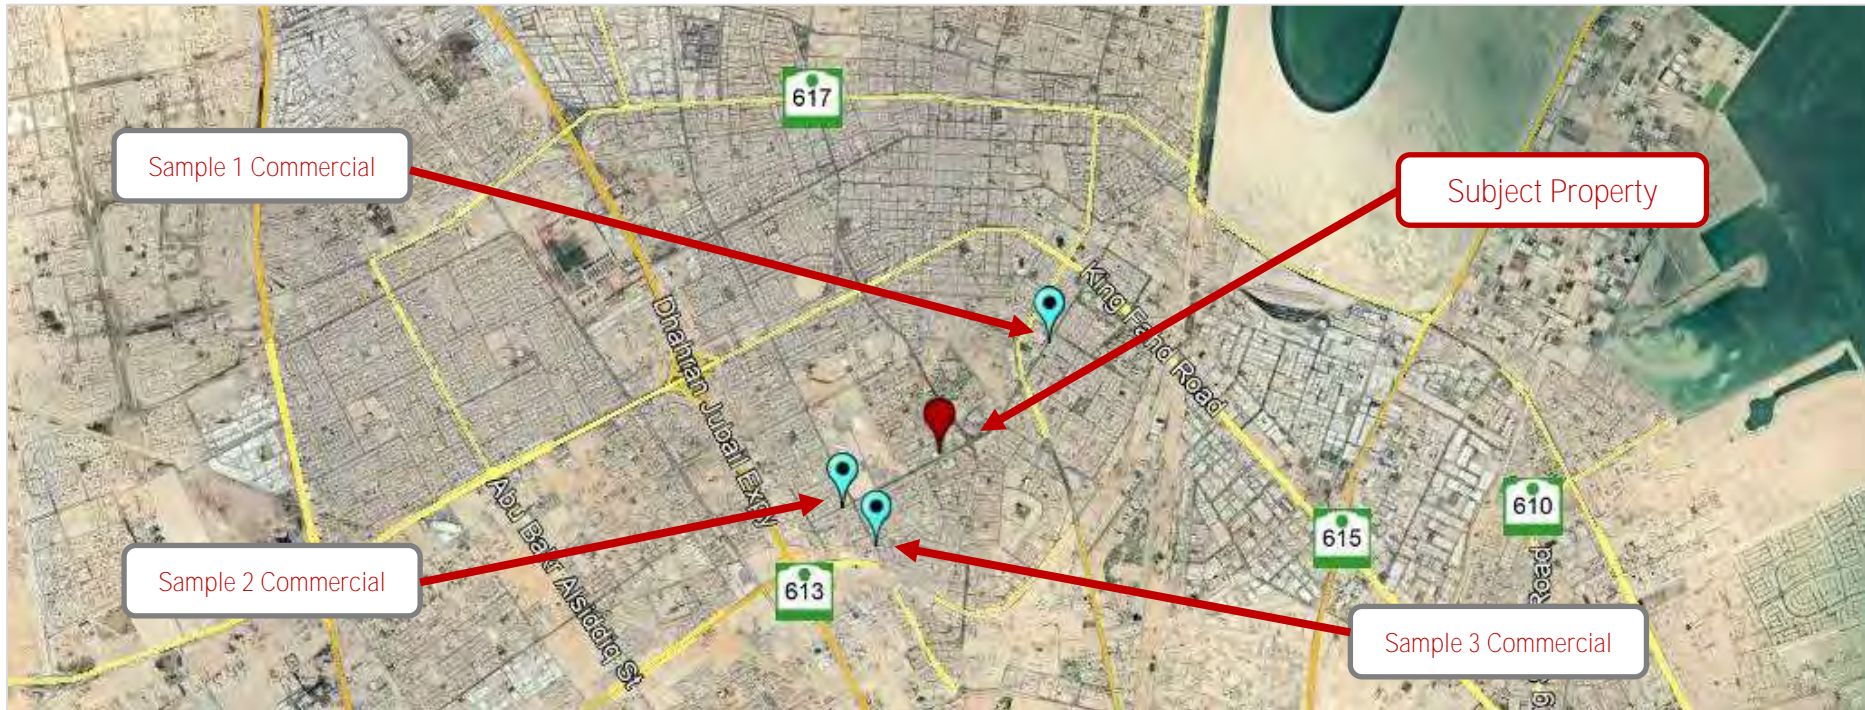 617
Sample 1 Commercial
Subject Property
King Fahd Road
Dhahran Jubail Expy
Abu Bakr Alsiddiq St
610
615
Sample 2 Commercial
613
g S
Road
Sample 3 Commercial